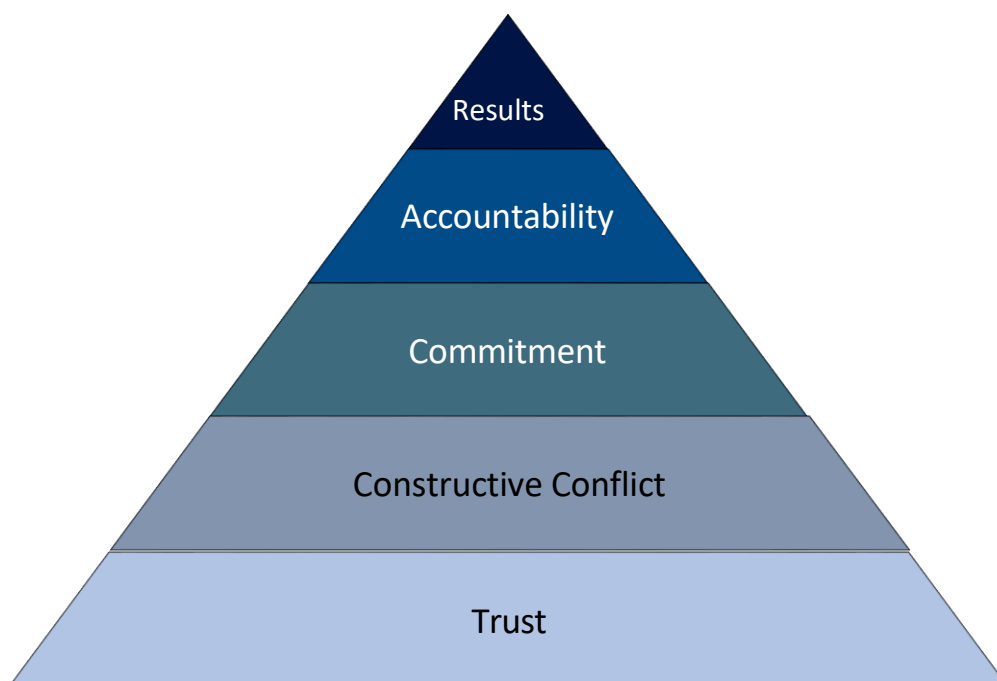 Results
Accountability
Commitment
Constructive Conflict
Trust